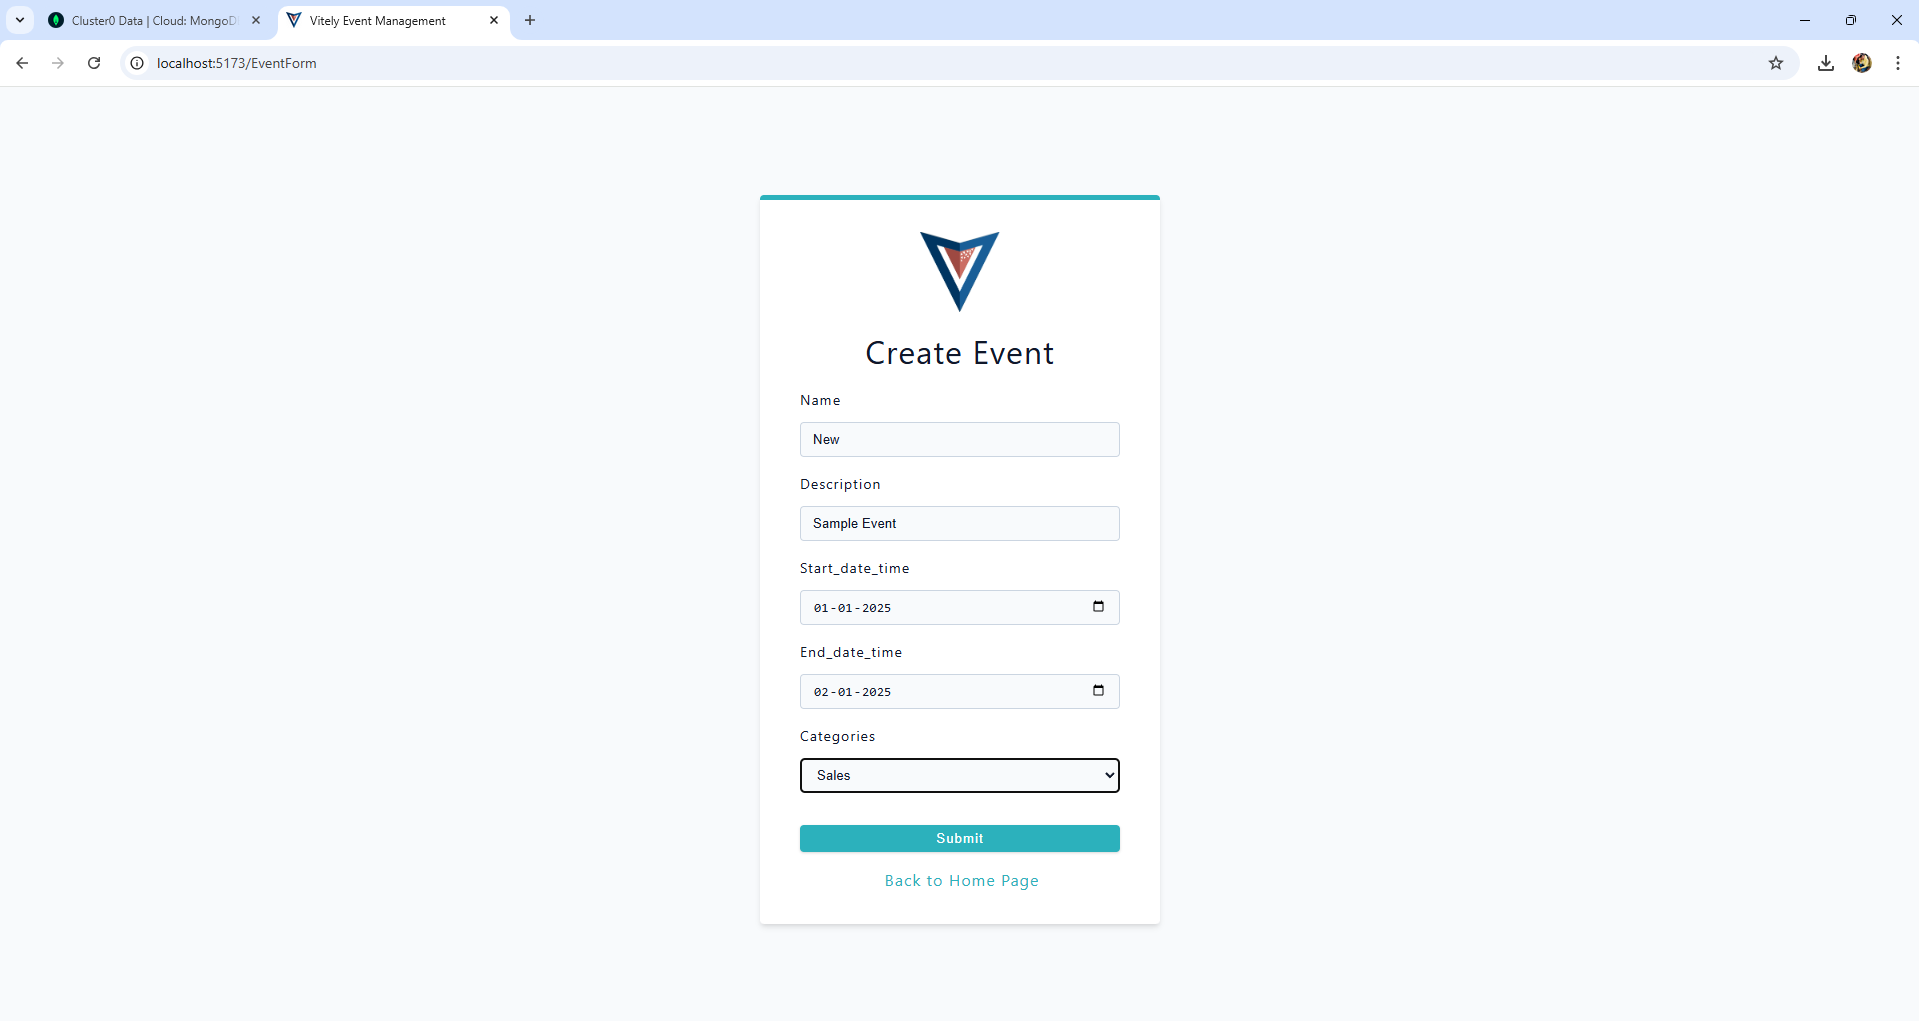 Cluster0 Data | Cloud: MongoD
Vitely Event Management
localhost:5173/EventForm
Create Event
Name
New
Description
Sample Event
Start_date_time
01-01-2025
End_date_time
02-01-2025
Categories
Sales
Submit
Back to Home Page